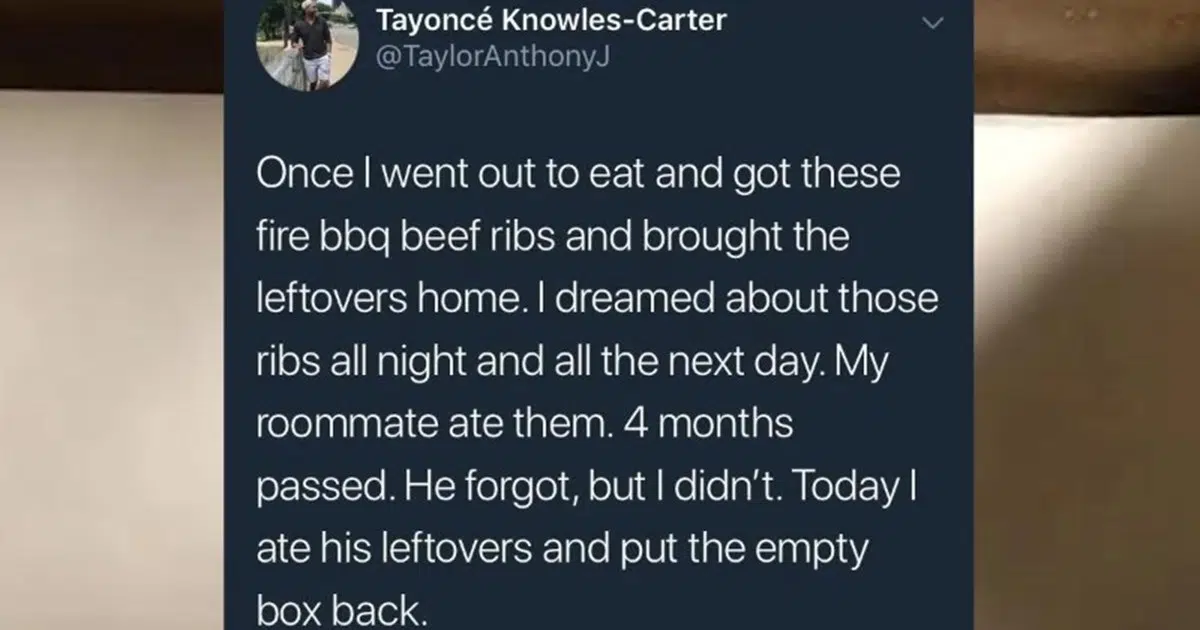 Tayoncé Knowles-Carter
@TaylorAnthonyJ
Once I went out to eat and got these
fire bbq beef ribs and brought the
leftovers home. I dreamed about those
ribs all night and all the next day. My
roommate ate them. 4 months
passed. He forgot, but I didn't. Today I
ate his leftovers and put the empty
box back.